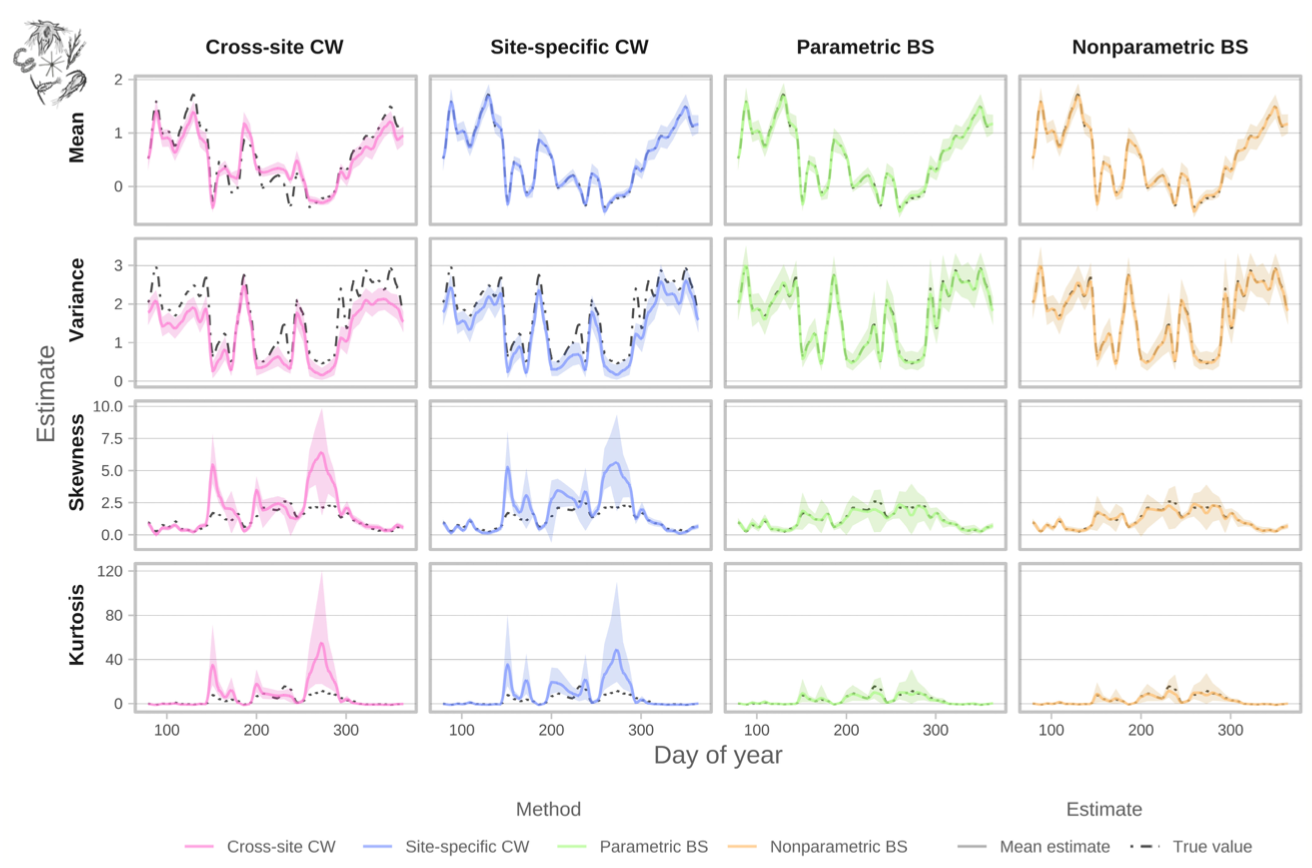 Cross-site CW Site-specific CW Parametric BS Nonparametric BS
Estimate
Mean
2
1
0
Variance
3
2
1
0
Skewness
10.0
7.5
5.0
2.5
0.0
Kurtosis
120
80
40
0
100 200 300 100 200 300 100 200 300 100 200 300
Day of year
Method Estimate
Cross-site CW Site-specific CW Parametric BS Nonparametric BS Mean estimate True value